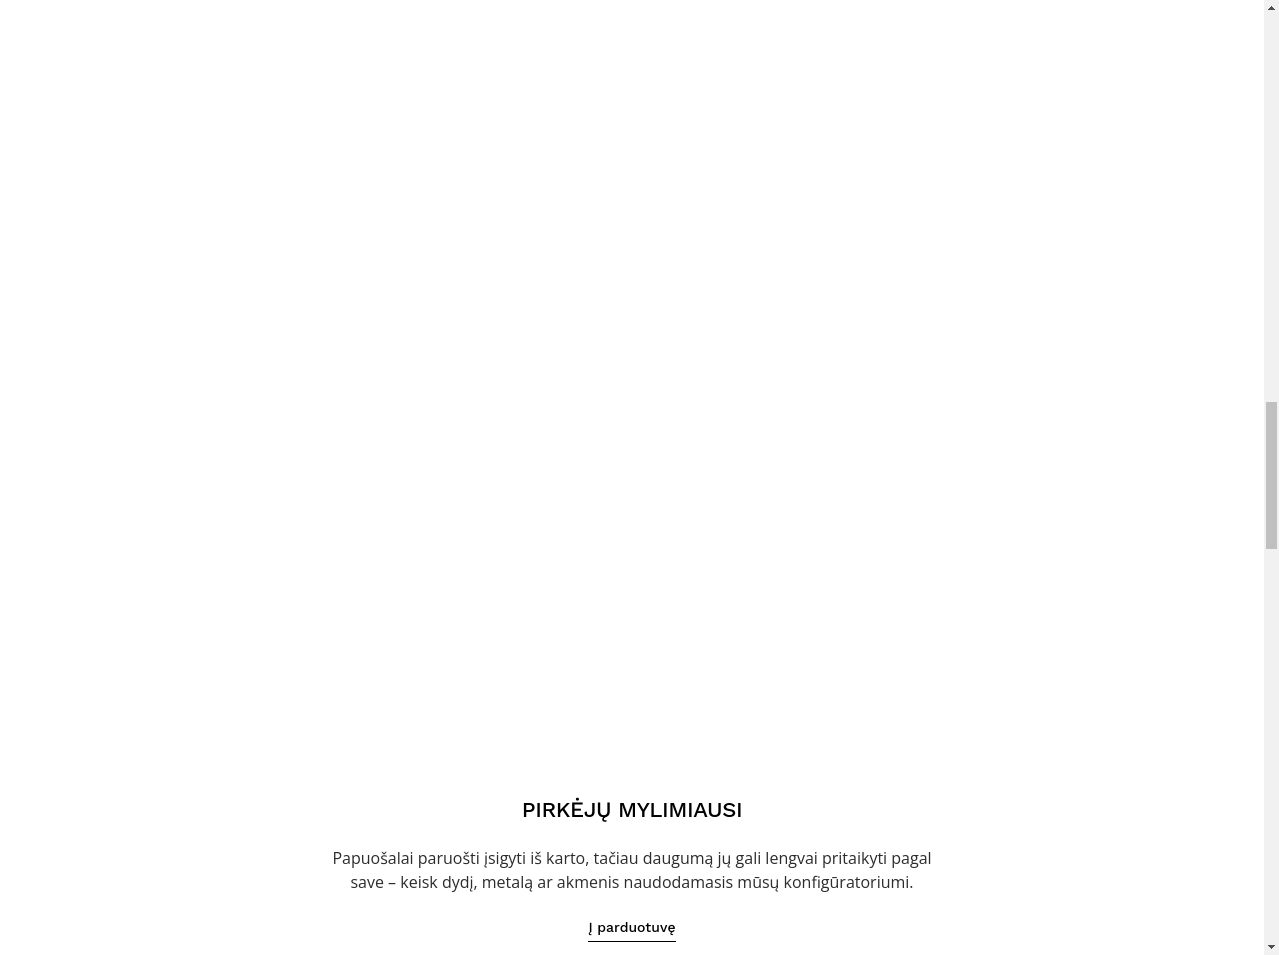 PIRKĖJŲ MYLIMIAUSI
Papuošalai paruošti įsigyti iš karto, tačiau daugumą jų gali lengvai pritaikyti pagal
save – keisk dydį, metalą ar akmenis naudodamasis mūsų konfigūratoriumi.
Į parduotuvę